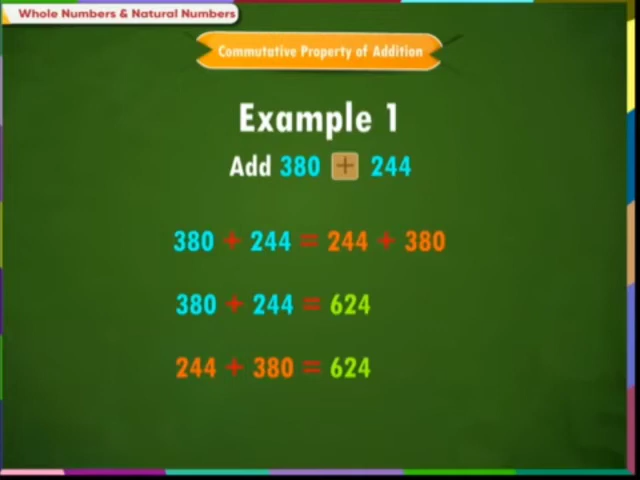 Whole Numbers & Natural Numbers
Commutative Property of Addition
Example 1
Add 380 + 244
380 + 244 = 244 + 380
380 + 244 = 624
244 + 380 = 624